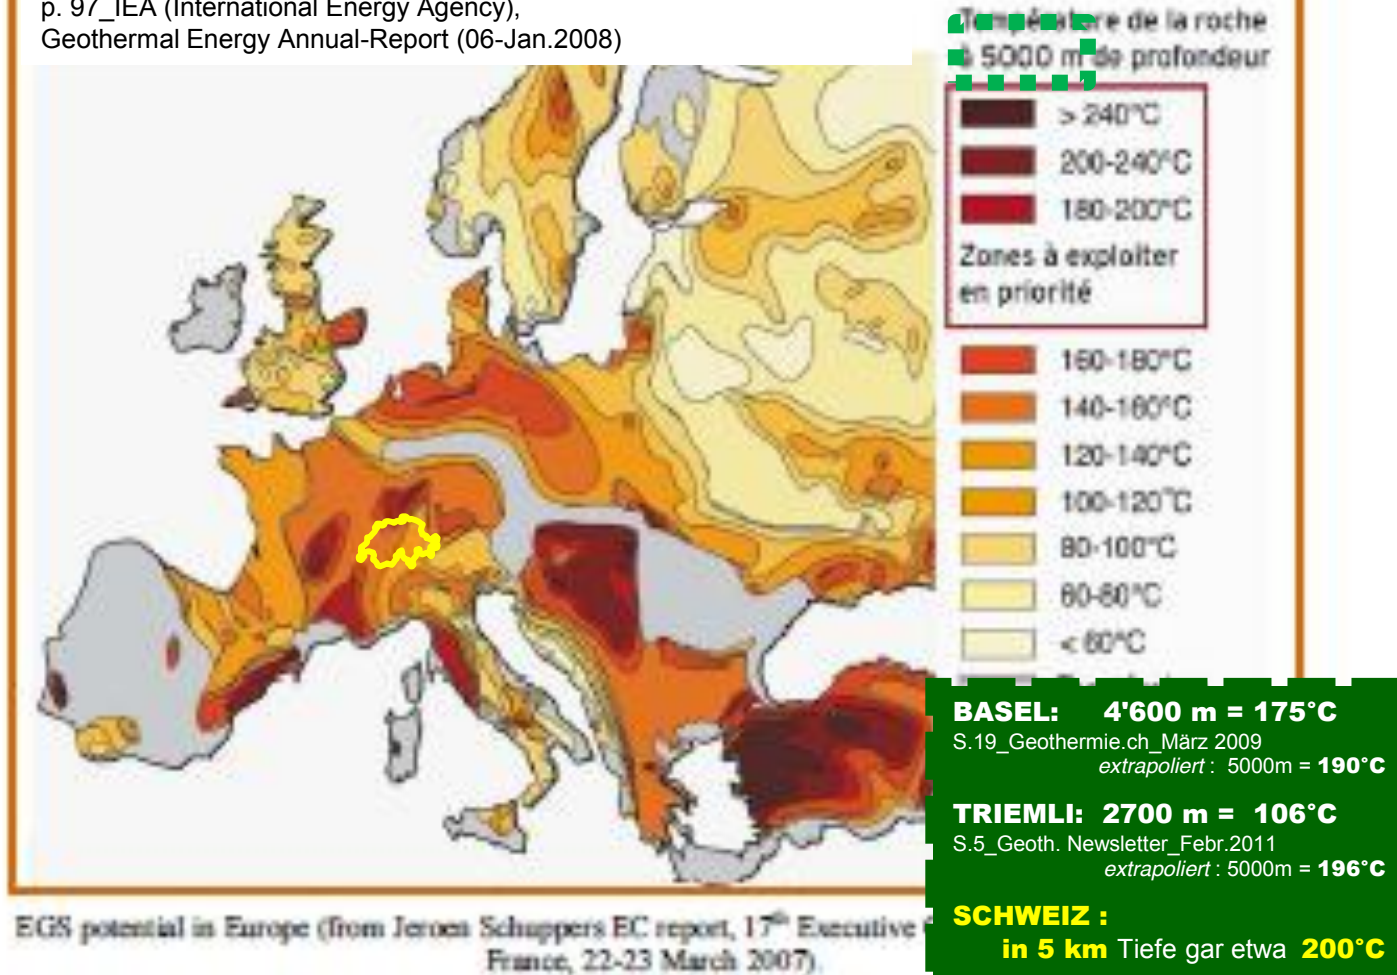 p. 97_IEA (International Energy Agency),
Geothermal Energy Annual-Report (06-Jan.2008)
Température de la roche
à 5000 m de profondeur
> 240°C
200-240°C
180-200°C
Zones à exploiter
en priorité
160-180°C
140-160°C
120-140°C
100-120°C
80-100°C
60-80°C
< 60°C
BASEL: 4'600 m = 175°C
S.19_Geothermie.ch_März 2009
extrapoliert : 5000m = 190°C
TRIEMLI: 2700 m = 106°C
S.5_Geoth. Newsletter_Febr.2011
extrapoliert : 5000m = 196°C
SCHWEIZ :
in 5 km Tiefe gar etwa 200°C
EGS potential in Europe (from Jeroen Schuppers EC report, 17th Executive
France, 22-23 March 2007).